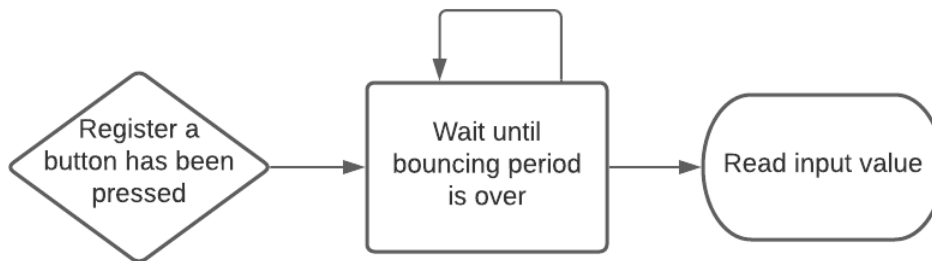 Register a
button has been
pressed
Wait until
bouncing period
is over
Read input value